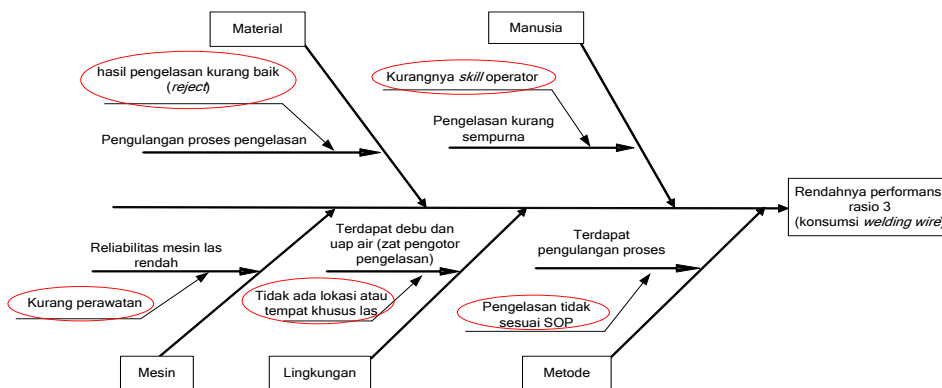 Material
Manusia
hasil pengelasan kurang baik
(reject)
Kurangnya skill operator
Pengulangan proses pengelasan
Pengelasan kurang
sempurna
Rendahnya performans
rasio 3
(konsumsi welding wire)
Reliabilitas mesin las
rendah
Terdapat debu dan
uap air (zat pengotor
pengelasan)
Terdapat
pengulangan proses
Kurang perawatan
Tidak ada lokasi atau
tempat khusus las
Pengelasan tidak
sesuai SOP
Mesin
Lingkungan
Metode